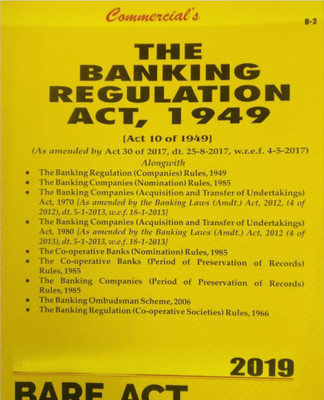 Commercial's
B-2
THE
BANKING
REGULATION
ACT, 1949
[Act 10 of 1949]
(As amended by Act 30 of 2017, dt. 25-8-2017, w.r.e.f. 4-5-2017)
Alongwith
• The Banking Regulation (Companies) Rules, 1949
• The Banking Companies (Nomination) Rules, 1985
• The Banking Companies (Acquisition and Transfer of Undertakings)
Act, 1970 [As amended by the Banking Laws (Amdt.) Act, 2012, (4 of
2012), dt. 5-1-2013, w.e.f. 18-1-2013]
• The Banking Companies (Acquisition and Transfer of Undertakings)
Act, 1980 [As amended by the Banking Laws (Amdt.) Act, 2012 (4 of
2013), dt. 5-1-2013, w.e.f. 18-1-2013]
• The Co-operative Banks (Nomination) Rules, 1985
• The Co-operative Banks (Period of Preservation of Records)
Rules, 1985
• The Banking Companies (Period of Preservation of Records)
Rules, 1985
• The Banking Ombudsman Scheme, 2006
• The Banking Regulation (Co-operative Societies) Rules, 1966
2019
BARE ACT